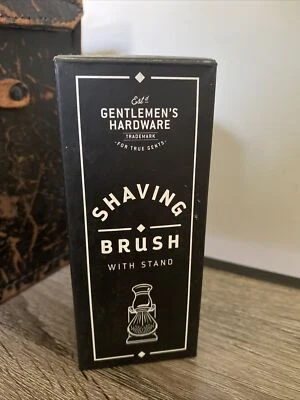 Est d
GENTLEMEN'S
HARDWARE
TRADEMARK
·FOR TRUE GENTS·
SHAVING
BRUSH
WITH STAND